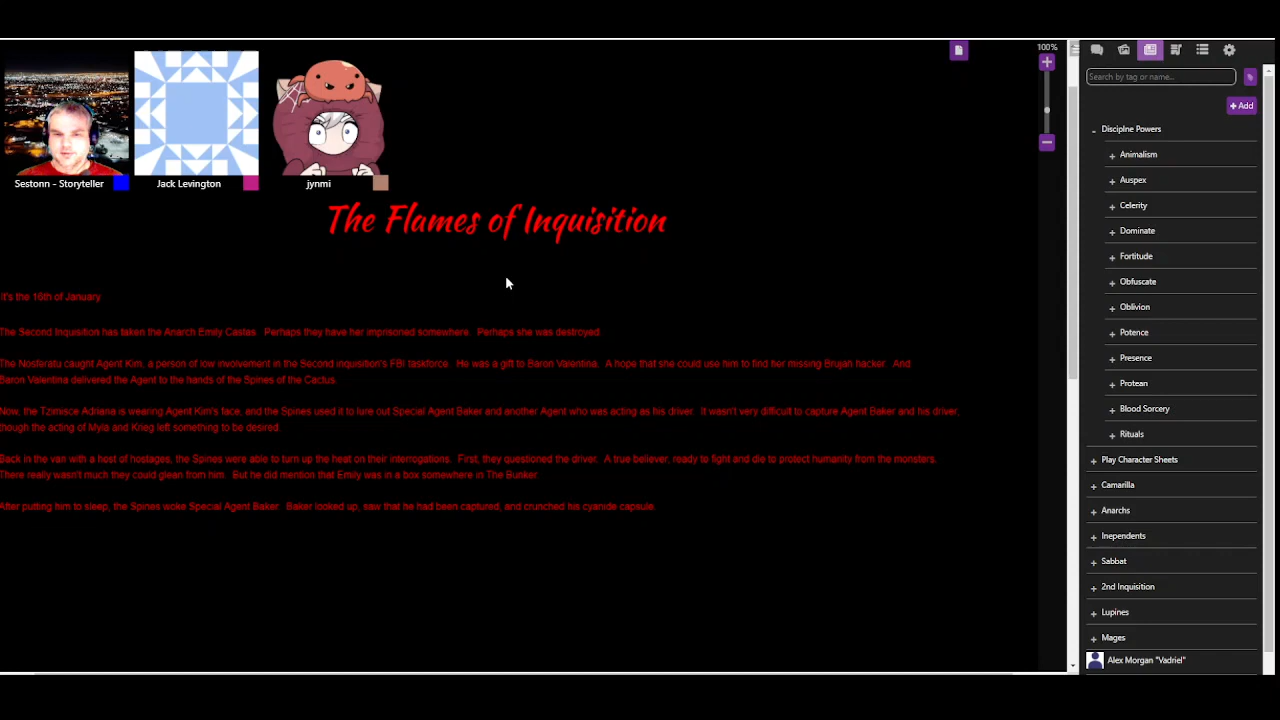 100%
Search by tag or name...
+ Add
Sestonn - Storyteller
Jack Levington
jynmi
The Flames of Inquisition
It's the 16th of January
The Second Inquisition has taken the Anarch Emily Castas. Perhaps they have her imprisoned somewhere. Perhaps she was destroyed.
The Nosferatu caught Agent Kim, a person of low involvement in the Second inquisition's FBI taskforce. He was a gift to Baron Valentina. A hope that she could use him to find her missing Brujah hacker. And
Baron Valentina delivered the Agent to the hands of the Spines of the Cactus.
Now, the Tzimisce Adriana is wearing Agent Kim's face, and the Spines used it to lure out Special Agent Baker and another Agent who was acting as his driver. It wasn't very difficult to capture Agent Baker and his driver,
though the acting of Myla and Krieg left something to be desired.
Back in the van with a host of hostages, the Spines were able to turn up the heat on their interrogations. First, they questioned the driver. A true believer, ready to fight and die to protect humanity from the monsters.
There really wasn't much they could glean from him. But he did mention that Emily was in a box somewhere in The Bunker.
After putting him to sleep, the Spines woke Special Agent Baker. Baker looked up, saw that he had been captured, and crunched his cyanide capsule.
- Disciplne Powers
+ Animalism
+ Auspex
+ Celerity
+ Dominate
+ Fortitude
+ Obfuscate
+ Oblivion
+ Potence
+ Presence
+ Protean
+ Blood Sorcery
+ Rituals
+ Play Character Sheets
+ Camarilla
+ Anarchs
+ Inependents
+ Sabbat
+ 2nd Inquisition
+ Lupines
+ Mages
Alex Morgan "Vadriel"